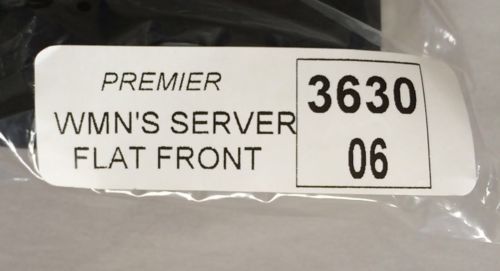 PREMIER
WMN'S SERVER
FLAT FRONT
3630
06